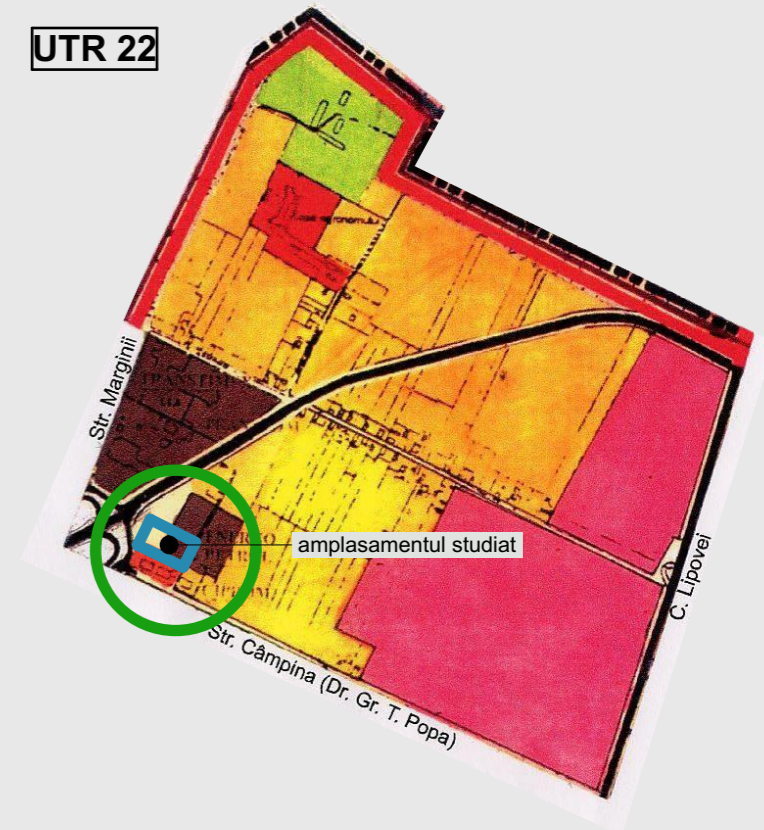 UTR 22
Str. Marginii
amplasamentul studiat
C. Lipovei
Str. Câmpina (Dr. Gr. T. Popa)